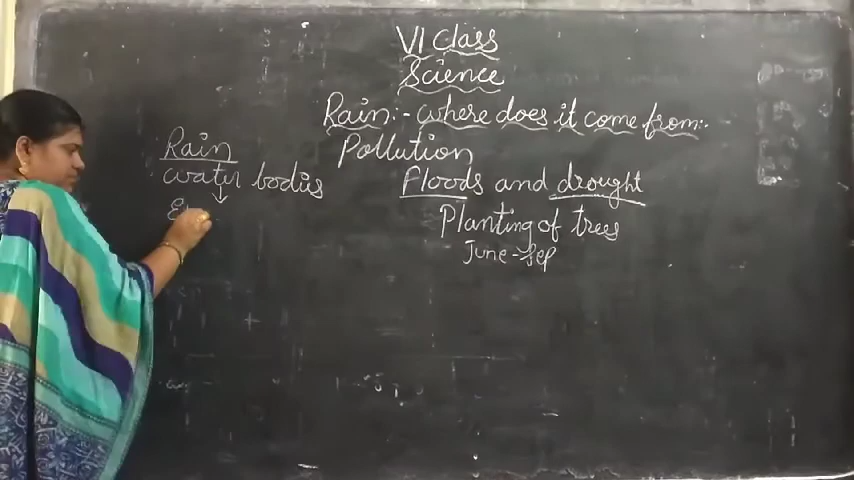 VI Class
Science
Rain:- where does it come from:-
Pollution
Floods and drought
Planting of trees
June - Sep
Rain
water bodies